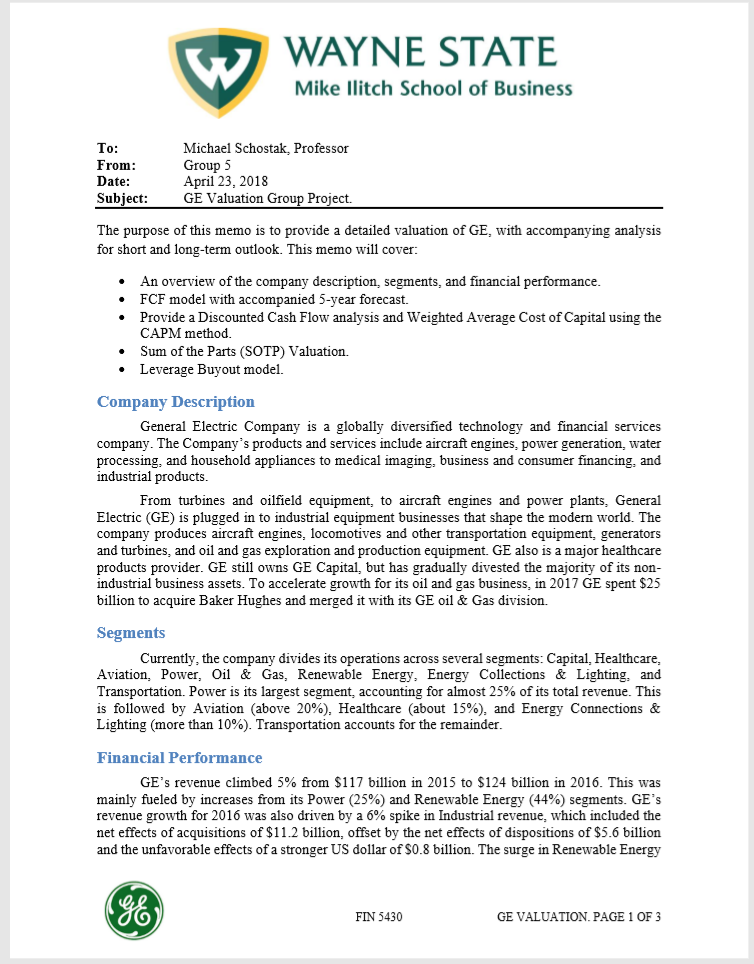 WAYNE STATE
Mike Ilitch School of Business
To: Michael Schostak, Professor
From: Group 5
Date: April 23, 2018
Subject: GE Valuation Group Project.
The purpose of this memo is to provide a detailed valuation of GE, with accompanying analysis
for short and long-term outlook. This memo will cover:
• An overview of the company description, segments, and financial performance.
• FCF model with accompanied 5-year forecast.
• Provide a Discounted Cash Flow analysis and Weighted Average Cost of Capital using the
CAPM method.
• Sum of the Parts (SOTP) Valuation.
• Leverage Buyout model.
Company Description
General Electric Company is a globally diversified technology and financial services
company. The Company's products and services include aircraft engines, power generation, water
processing, and household appliances to medical imaging, business and consumer financing, and
industrial products.
From turbines and oilfield equipment, to aircraft engines and power plants, General
Electric (GE) is plugged in to industrial equipment businesses that shape the modern world. The
company produces aircraft engines, locomotives and other transportation equipment, generators
and turbines, and oil and gas exploration and production equipment. GE also is a major healthcare
products provider. GE still owns GE Capital, but has gradually divested the majority of its non-
industrial business assets. To accelerate growth for its oil and gas business, in 2017 GE spent $25
billion to acquire Baker Hughes and merged it with its GE oil & Gas division.
Segments
Currently, the company divides its operations across several segments: Capital, Healthcare,
Aviation, Power, Oil & Gas, Renewable Energy, Energy Collections & Lighting, and
Transportation. Power is its largest segment, accounting for almost 25% of its total revenue. This
is followed by Aviation (above 20%), Healthcare (about 15%), and Energy Connections &
Lighting (more than 10%). Transportation accounts for the remainder.
Financial Performance
GE's revenue climbed 5% from $117 billion in 2015 to $124 billion in 2016. This was
mainly fueled by increases from its Power (25%) and Renewable Energy (44%) segments. GE's
revenue growth for 2016 was also driven by a 6% spike in Industrial revenue, which included the
net effects of acquisitions of $11.2 billion, offset by the net effects of dispositions of $5.6 billion
and the unfavorable effects of a stronger US dollar of $0.8 billion. The surge in Renewable Energy
GE
FIN 5430
GE VALUATION. PAGE 1 OF 3